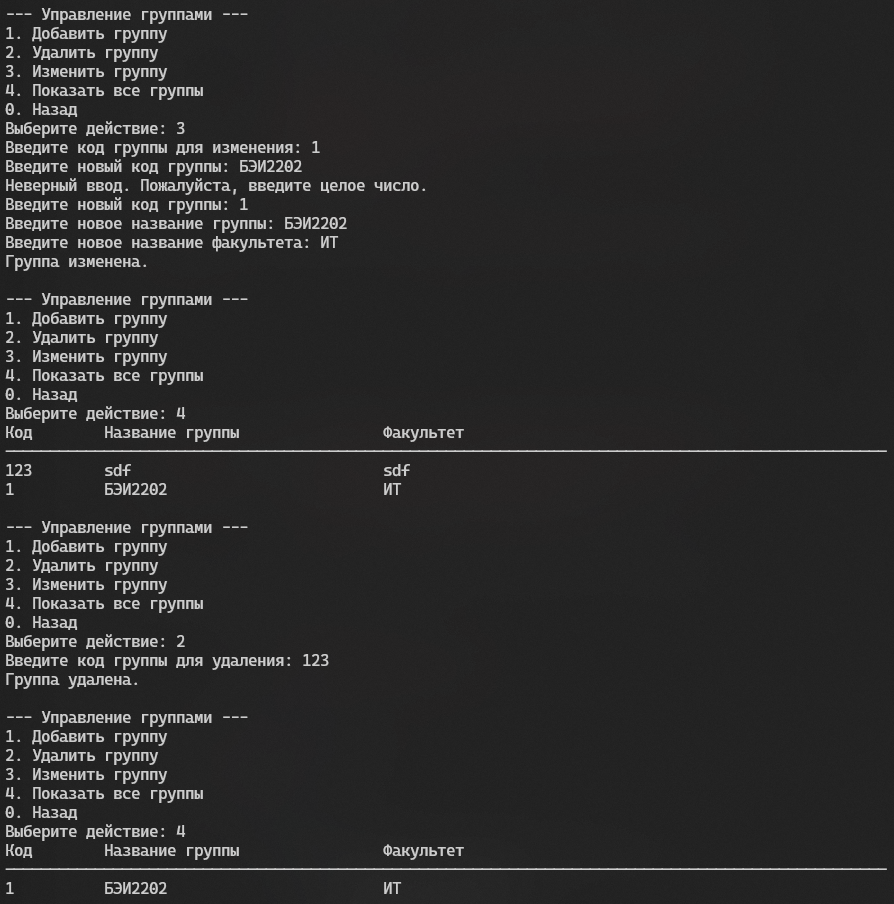 --- Управление группами ---
1. Добавить группу
2. Удалить группу
3. Изменить группу
4. Показать все группы
0. Назад
Выберите действие: 3
Введите код группы для изменения: 1
Введите новый код группы: БЭИ2202
Неверный ввод. Пожалуйста, введите целое число.
Введите новый код группы: 1
Введите новое название группы: БЭИ2202
Введите новое название факультета: ИТ
Группа изменена.
--- Управление группами ---
1. Добавить группу
2. Удалить группу
3. Изменить группу
4. Показать все группы
0. Назад
Выберите действие: 4
Код Название группы Факультет
123 sdf sdf
1 БЭИ2202 ИТ
--- Управление группами ---
1. Добавить группу
2. Удалить группу
3. Изменить группу
4. Показать все группы
0. Назад
Выберите действие: 2
Введите код группы для удаления: 123
Группа удалена.
--- Управление группами ---
1. Добавить группу
2. Удалить группу
3. Изменить группу
4. Показать все группы
0. Назад
Выберите действие: 4
Код Название группы Факультет
1 БЭИ2202 ИТ